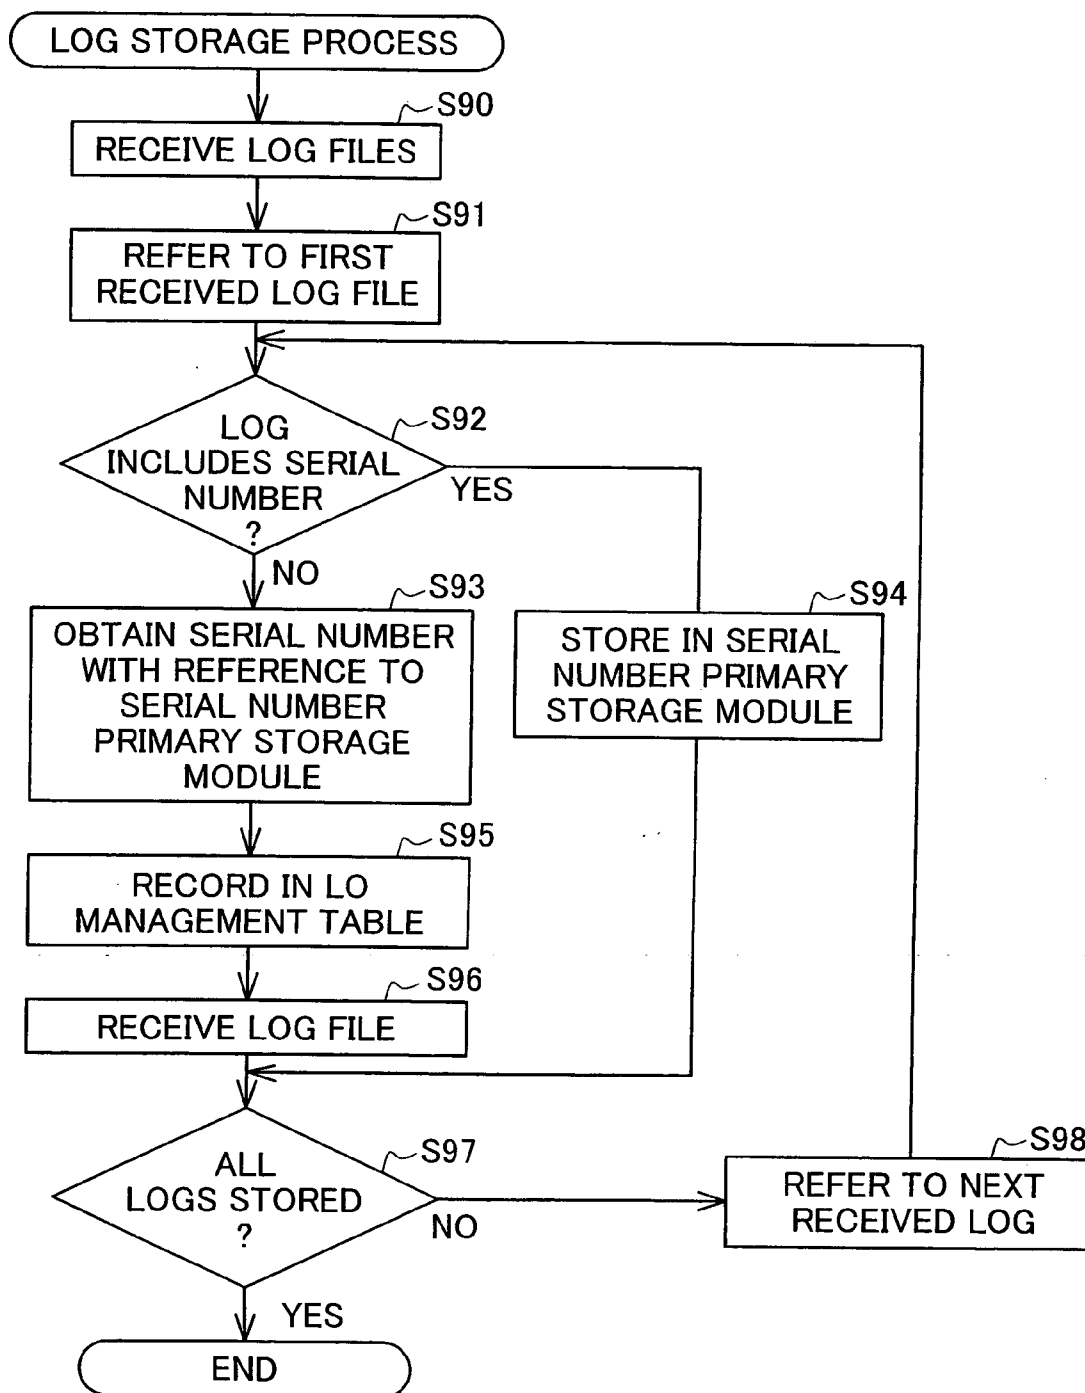 LOG STORAGE PROCESS
S90
RECEIVE LOG FILES
S91
REFER TO FIRST
RECEIVED LOG FILE
S92
LOG
INCLUDES SERIAL
NUMBER
?
YES
NO
S93
OBTAIN SERIAL NUMBER
WITH REFERENCE TO
SERIAL NUMBER
PRIMARY STORAGE
MODULE
S94
STORE IN SERIAL
NUMBER PRIMARY
STORAGE MODULE
S95
RECORD IN LO
MANAGEMENT TABLE
S96
RECEIVE LOG FILE
S97
ALL
LOGS STORED
?
NO
S98
REFER TO NEXT
RECEIVED LOG
YES
END